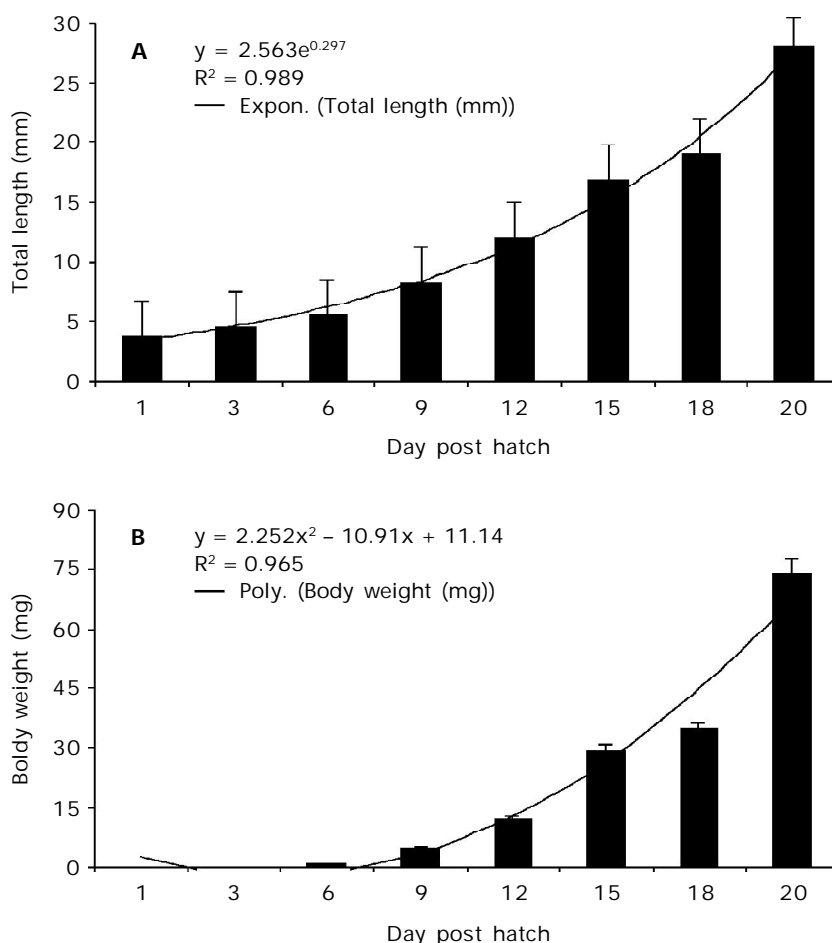 A
y = 2.563e^0.297
R² = 0.989
Expon. (Total length (mm))
Total length (mm)
30
25
20
15
10
5
0
1 3 6 9 12 15 18 20
Day post hatch
B
y = 2.252x² – 10.91x + 11.14
R² = 0.965
Poly. (Body weight (mg))
Boldy weight (mg)
90
75
60
45
30
15
0
1 3 6 9 12 15 18 20
Day post hatch